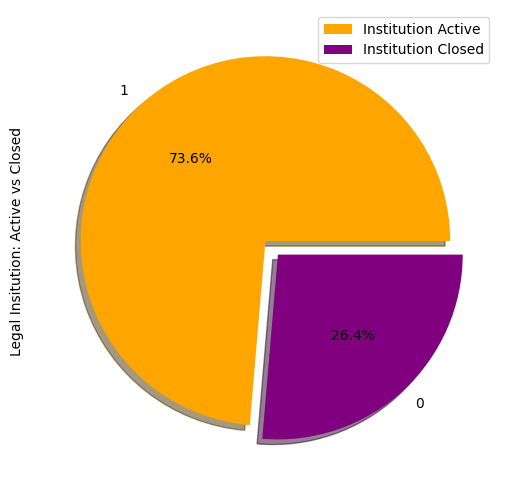 Institution Active
Institution Closed
1
73.6%
Legal Insitution: Active vs Closed
26.4%
0